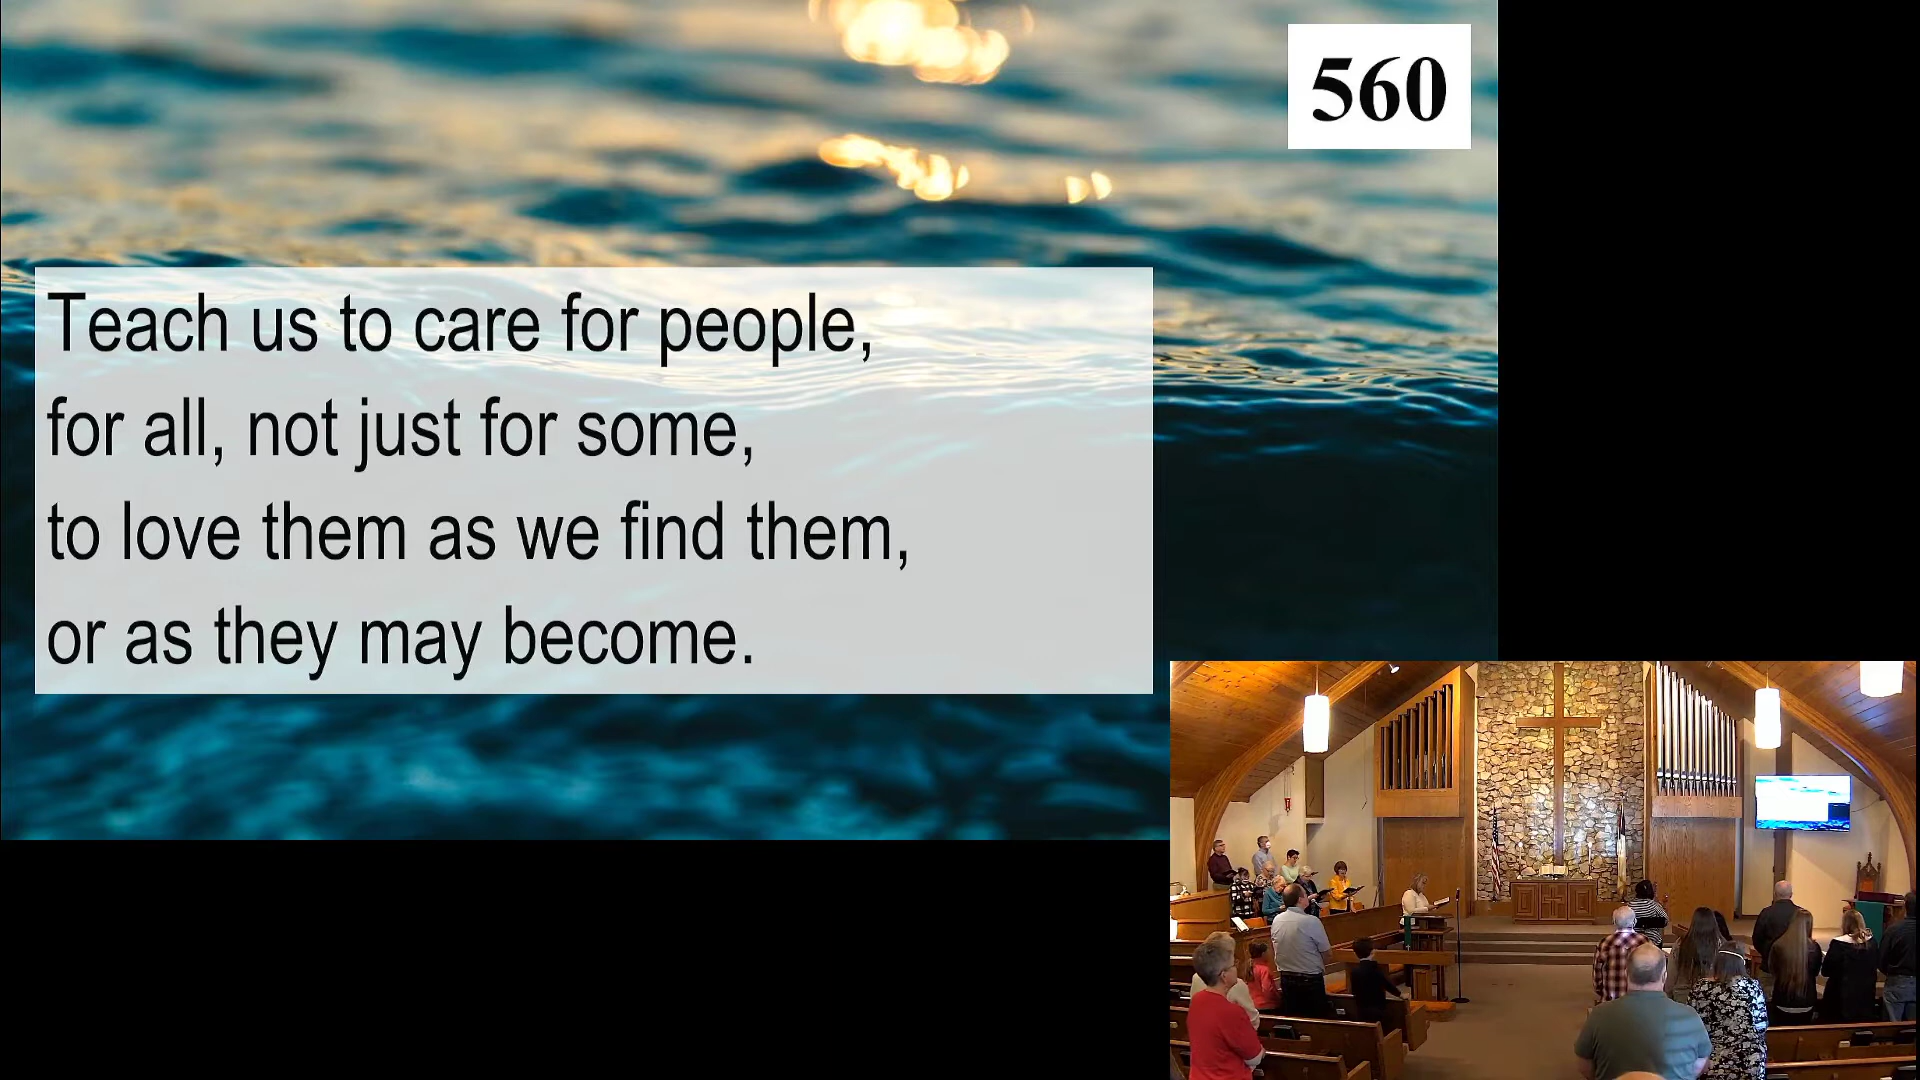 560
Teach us to care for people,
for all, not just for some,
to love them as we find them,
or as they may become.